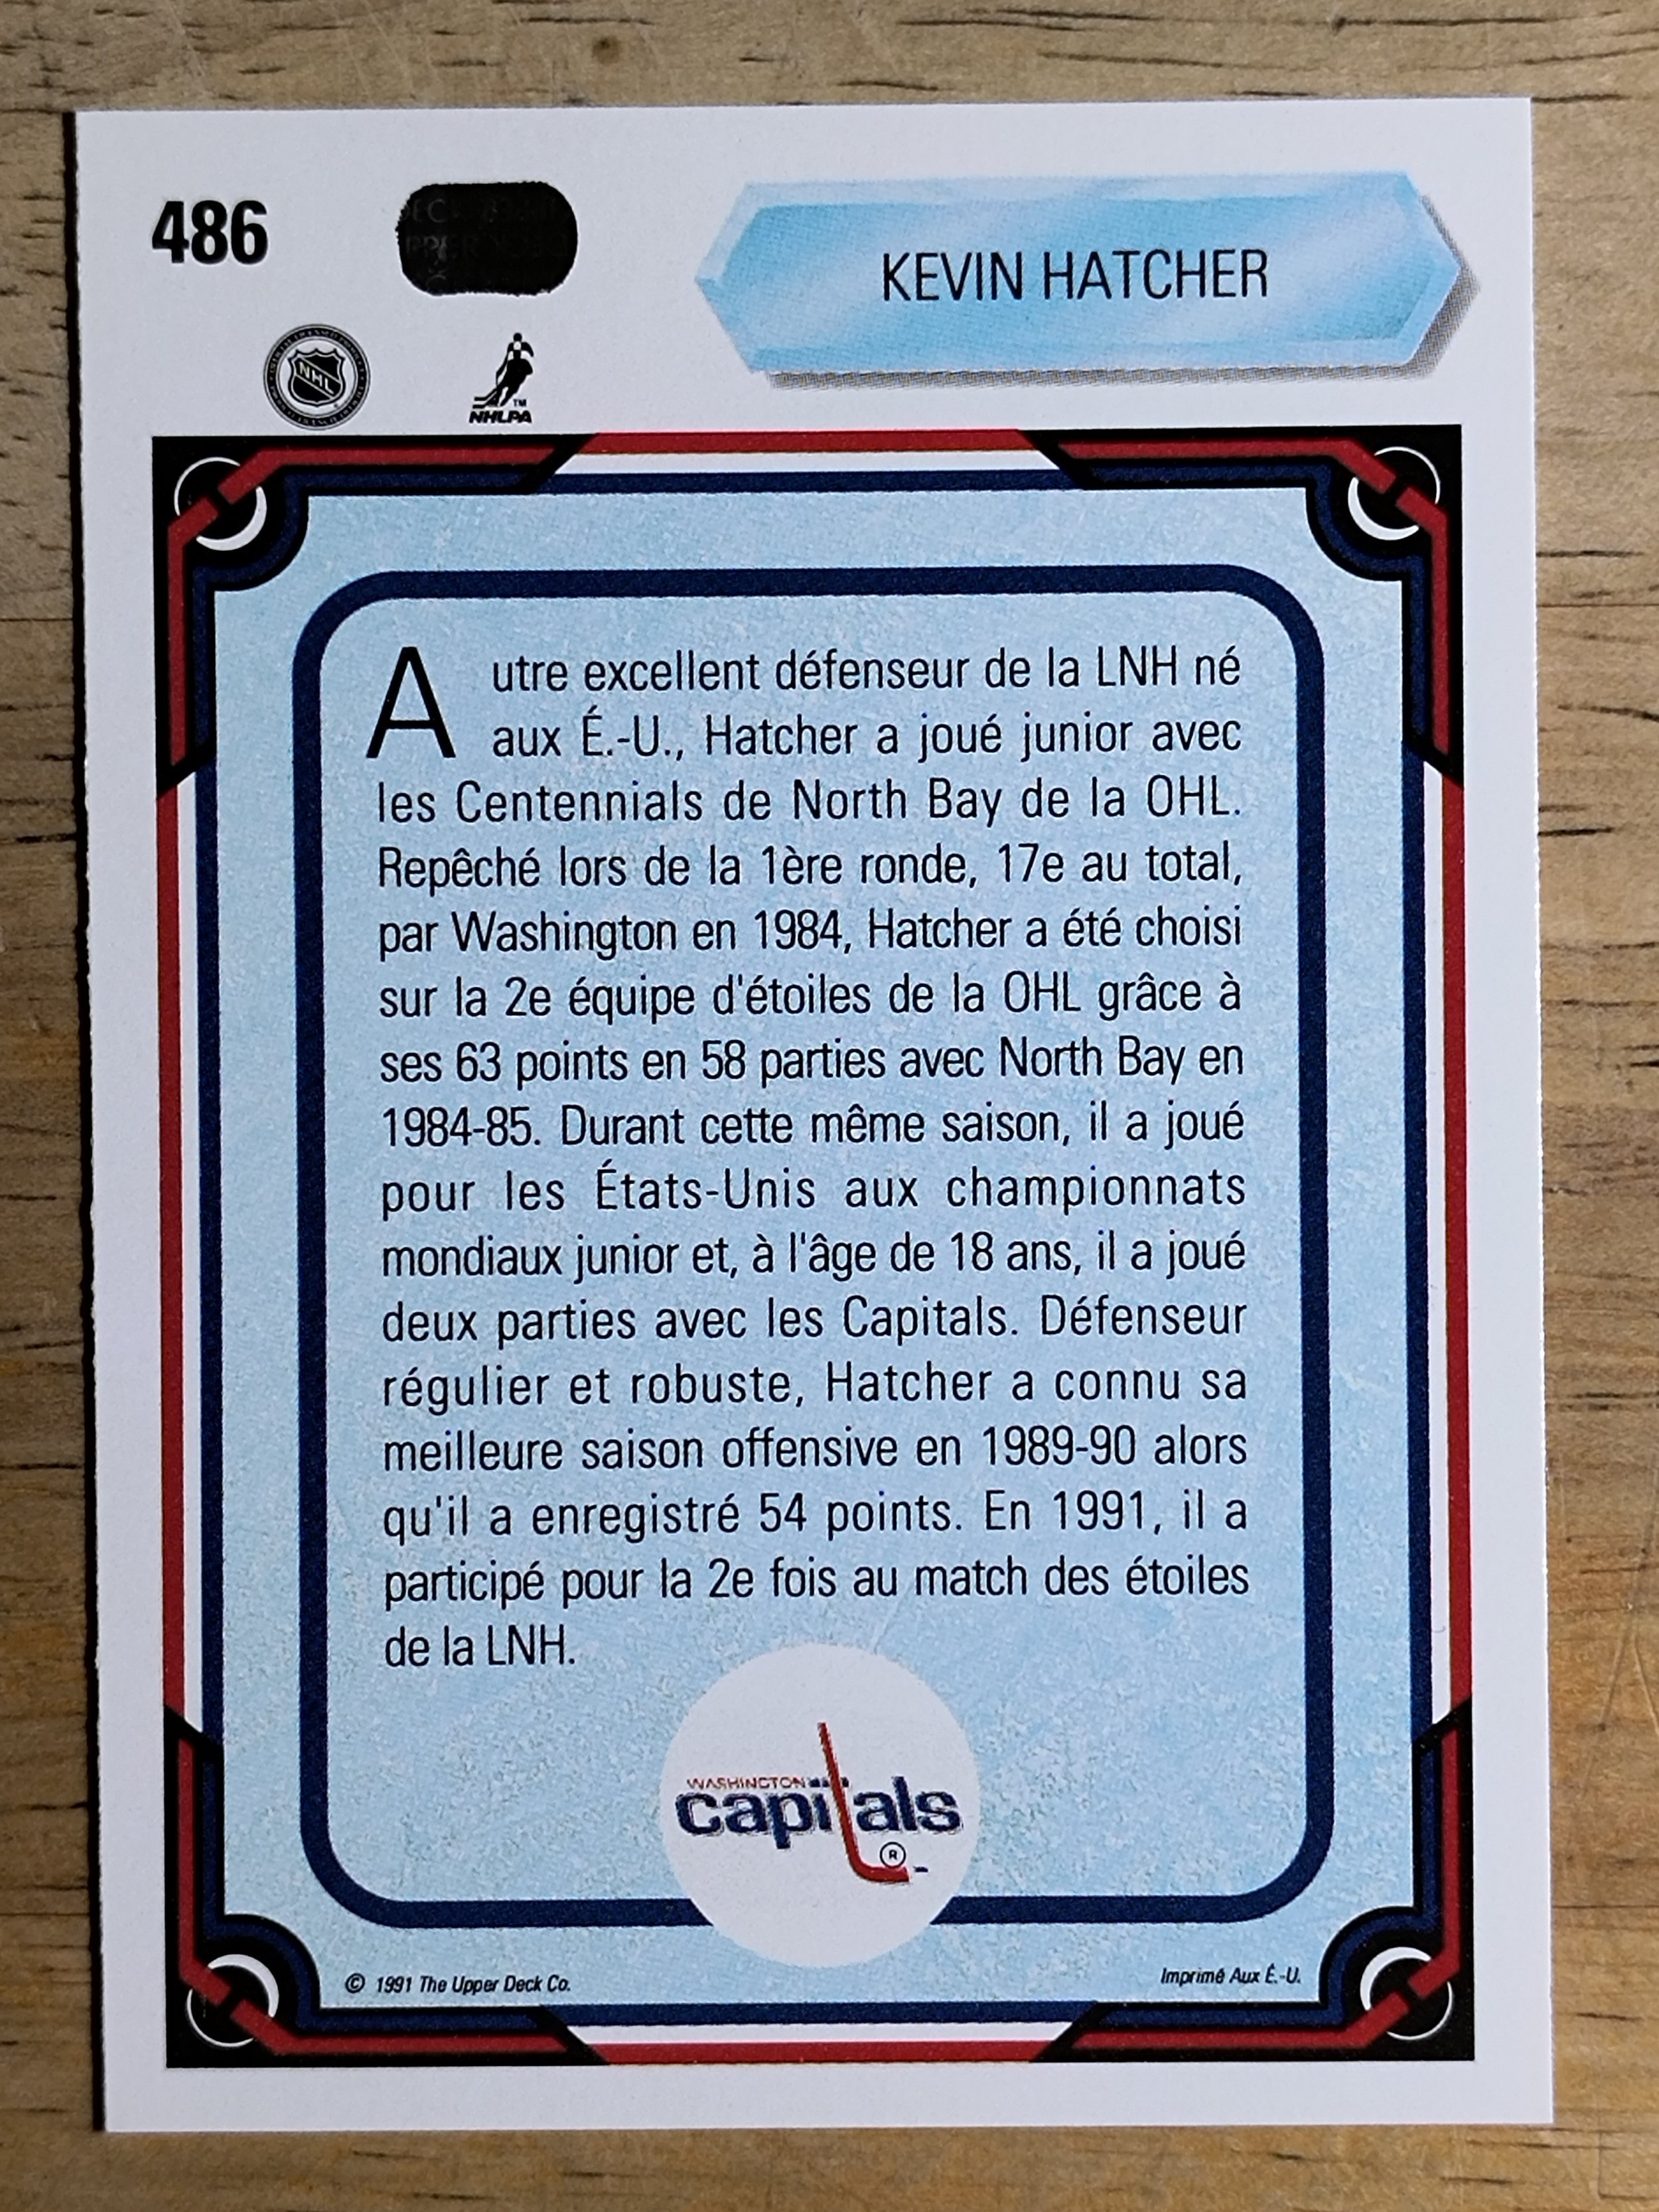 486
KEVIN HATCHER
NHL
NHLPA
TM
Autre excellent défenseur de la LNH né
aux É.-U., Hatcher a joué junior avec
les Centennials de North Bay de la OHL.
Repêché lors de la 1ère ronde, 17e au total,
par Washington en 1984, Hatcher a été choisi
sur la 2e équipe d'étoiles de la OHL grâce à
ses 63 points en 58 parties avec North Bay en
1984-85. Durant cette même saison, il a joué
pour les États-Unis aux championnats
mondiaux junior et, à l'âge de 18 ans, il a joué
deux parties avec les Capitals. Défenseur
régulier et robuste, Hatcher a connu sa
meilleure saison offensive en 1989-90 alors
qu'il a enregistré 54 points. En 1991, il a
participé pour la 2e fois au match des étoiles
de la LNH.
WASHINGTON
capitals
®
© 1991 The Upper Deck Co.
Imprimé Aux É.-U.